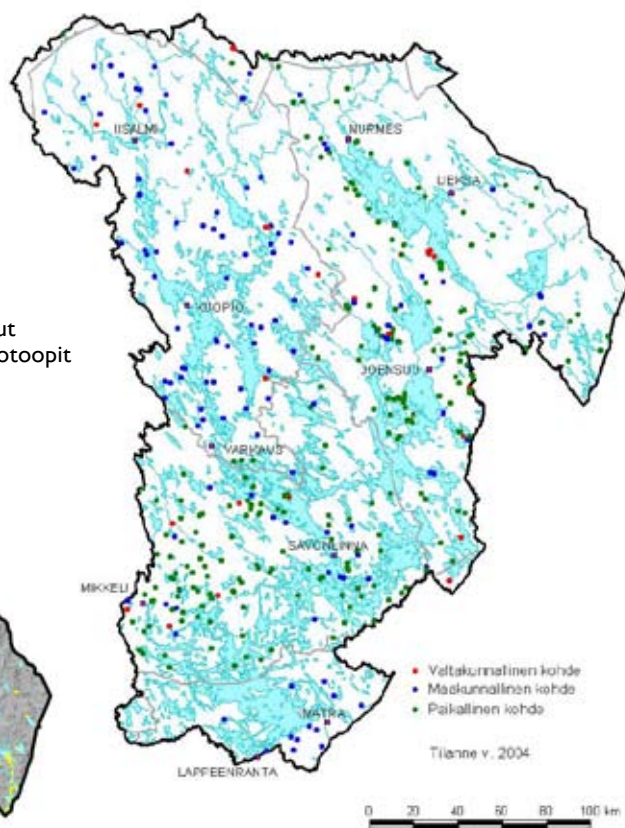 ut
otoopit
IISALMI
NURMES
LIEKSA
KUOPIO
JOENSUU
VARKAUS
SAVONLINNA
MIKKELI
IMATRA
LAPPEENRANTA
Valtakunnallinen kohde
Maakunnallinen kohde
Paikallinen kohde
Tilanne v. 2004
0 20 40 60 80 100 km